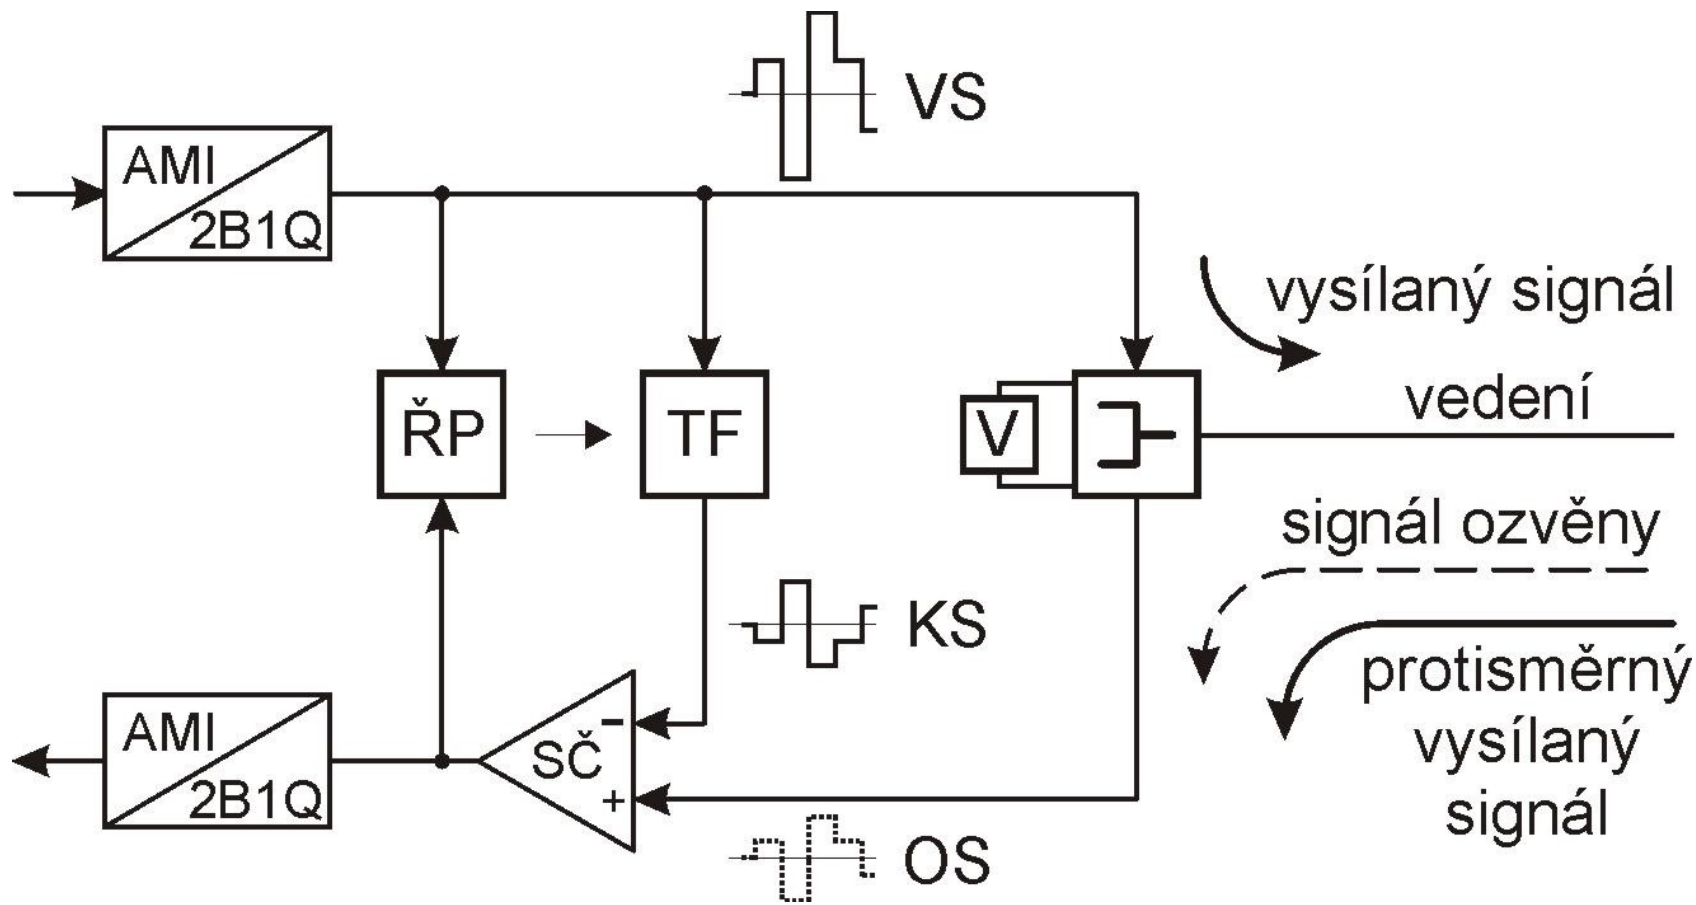 VS
AMI
2B1Q
vysílaný signál
vedení
ŘP
TF
V
signál ozvěny
KS
protisměrný
vysílaný
signál
AMI
2B1Q
SČ
−
+
OS